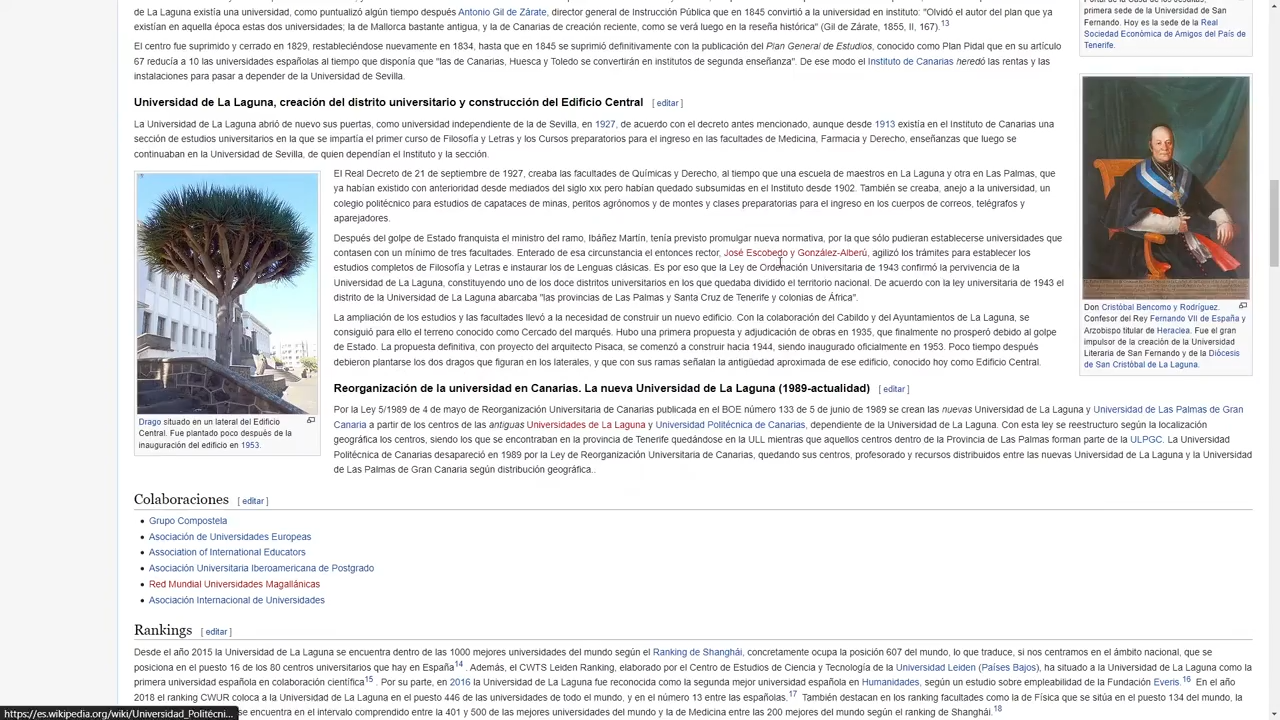 de La Laguna existía una universidad, como puntualizó algún tiempo después Antonio Gil de Zárate, director general de Instrucción Pública que en 1845 convirtió a la universidad en instituto: "Olvidó el autor del plan que ya
existían en aquella época estas dos universidades; la de Mallorca bastante antigua, y la de Canarias de creación reciente, como se verá luego en la reseña histórica" (Gil de Zárate, 1855, II, 167).13
El centro fue suprimido y cerrado en 1829, estableciéndose nuevamente en 1834, hasta que en 1845 se suprimió definitivamente con la publicación del Plan General de Estudios, conocido como Plan Pidal que en su artículo
67 reducía a 10 las universidades españolas al tiempo que disponía que "las de Canarias, Huesca y Toledo se convertirán en institutos de segunda enseñanza". De ese modo el Instituto de Canarias heredó las rentas y las
instalaciones para pasar a depender de la Universidad de Sevilla.
primera sede de la Universidad de San
Fernando. Hoy es la sede de la Real
Sociedad Económica de Amigos del País de
Tenerife.
Universidad de La Laguna, creación del distrito universitario y construcción del Edificio Central [ editar ]
La Universidad de La Laguna abrió de nuevo sus puertas, como universidad independiente de la de Sevilla, en 1927, de acuerdo con el decreto antes mencionado, aunque desde 1913 existía en el Instituto de Canarias una
sección de estudios universitarios en la que se impartía el primer curso de Filosofía y Letras y los Cursos preparatorios para el ingreso en las facultades de Medicina, Farmacia y Derecho, enseñanzas que luego se
continuaban en la Universidad de Sevilla, de quien dependían el Instituto y la sección.
El Real Decreto de 21 de septiembre de 1927, creaba las facultades de Químicas y Derecho, al tiempo que una escuela de maestros en La Laguna y otra en Las Palmas, que
ya habían existido con anterioridad desde mediados del siglo XIX pero habían quedado subsumidas en el Instituto desde 1902. También se creaba, anejo a la universidad, un
colegio politécnico para estudios de capataces de minas, peritos agrónomos y de montes y clases preparatorias para el ingreso en los cuerpos de correos, telégrafos y
aparejadores.
Después del golpe de Estado franquista el ministro del ramo, Ibáñez Martín, tenía previsto promulgar nueva normativa, por la que sólo pudieran establecerse universidades que
contasen con un mínimo de tres facultades. Enterado de esa circunstancia el entonces rector, José Escobedo y González-Alberú, agilizó los trámites para establecer los
estudios completos de Filosofía y Letras e instaurar los de Lenguas clásicas. Es por eso que la Ley de Ordenación Universitaria de 1943 confirmó la pervivencia de la
Universidad de La Laguna, constituyendo uno de los doce distritos universitarios en los que quedaba dividido el territorio nacional. De acuerdo con la ley universitaria de 1943 el
distrito de la Universidad de La Laguna abarcaba "las provincias de Las Palmas y Santa Cruz de Tenerife y colonias de África".
La ampliación de los estudios y las facultades llevó a la necesidad de construir un nuevo edificio. Con la colaboración del Cabildo y del Ayuntamientos de La Laguna, se
consiguió para ello el terreno conocido como Cercado del marqués. Hubo una primera propuesta y adjudicación de obras en 1935, que finalmente no prosperó debido al golpe
de Estado. La propuesta definitiva, con proyecto del arquitecto Pisaca, se comenzó a construir hacia 1944, siendo inaugurado oficialmente en 1953. Poco tiempo después
debieron plantarse los dos dragos que figuran en los laterales, y que con sus ramas señalan la antigüedad aproximada de ese edificio, conocido hoy como Edificio Central.
Don Cristóbal Bencomo y Rodríguez.
Confesor del Rey Fernando VII de España y
Arzobispo titular de Heraclea. Fue el gran
impulsor de la creación de la Universidad
Literaria de San Fernando y de la Diócesis
de San Cristóbal de La Laguna.
Drago situado en un lateral del Edificio
Central. Fue plantado poco después de la
inauguración del edificio en 1953.
Reorganización de la universidad en Canarias. La nueva Universidad de La Laguna (1989-actualidad) [ editar ]
Por la Ley 5/1989 de 4 de mayo de Reorganización Universitaria de Canarias publicada en el BOE número 133 de 5 de junio de 1989 se crean las nuevas Universidad de La Laguna y Universidad de Las Palmas de Gran
Canaria a partir de los centros de las antiguas Universidades de La Laguna y Universidad Politécnica de Canarias, dependiente de la Universidad de La Laguna. Con esta ley se reestructuro según la localización
geográfica los centros, siendo los que se encontraban en la provincia de Tenerife quedándose en la ULL mientras que aquellos centros dentro de la Provincia de Las Palmas forman parte de la ULPGC. La Universidad
Politécnica de Canarias desapareció en 1989 por la Ley de Reorganización Universitaria de Canarias, quedando sus centros, profesorado y recursos distribuidos entre las nuevas Universidad de La Laguna y la Universidad
de Las Palmas de Gran Canaria según distribución geográfica..
Colaboraciones [ editar ]
Grupo Compostela
Asociación de Universidades Europeas
Association of International Educators
Asociación Universitaria Iberoamericana de Postgrado
Red Mundial Universidades Magallánicas
Asociación Internacional de Universidades
Rankings [ editar ]
Desde el año 2015 la Universidad de La Laguna se encuentra dentro de las 1000 mejores universidades del mundo según el Ranking de Shanghái, concretamente ocupa la posición 607 del mundo, lo que traduce, si nos centramos en el ámbito nacional, que se
posiciona en el puesto 16 de los 80 centros universitarios que hay en España14 . Además, el CWTS Leiden Ranking, elaborado por el Centro de Estudios de Ciencia y Tecnología de la Universidad Leiden (Países Bajos), ha situado a la Universidad de La Laguna como la
primera universidad española en colaboración científica15 . Por su parte, en 2016 la Universidad de La Laguna fue reconocida como la segunda mejor universidad española en Humanidades, según un estudio sobre empleabilidad de la Fundación Everis.16 En el año
2018 el ranking CWUR coloca a la Universidad de La Laguna en el puesto 446 de las universidades de todo el mundo, y en el número 13 entre las españolas.17 También destacan en los ranking facultades como la de Física que se sitúa en el puesto 134 del mundo, la
se encuentra en el intervalo comprendido entre la 401 y 500 de las mejores universidades del mundo y la de Medicina entre las 200 mejores del mundo según el ranking de Shanghái.18
https://es.wikipedia.org/wiki/Universidad_Politécni...